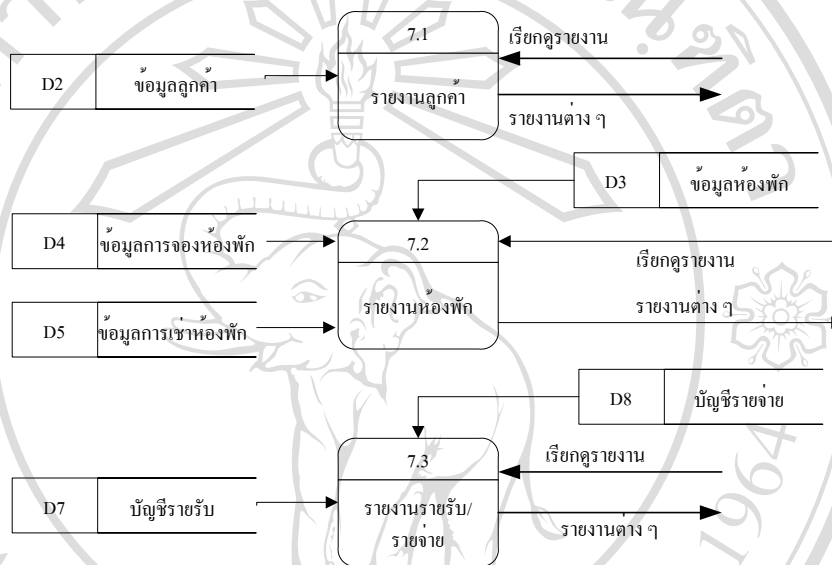 7.1
เรียกดูรายงาน
D2
ข้อมูลลูกค้า
รายงานลูกค้า
รายงานต่าง ๆ
D3
ข้อมูลห้องพัก
D4
ข้อมูลการจองห้องพัก
7.2
เรียกดูรายงาน
D5
ข้อมูลการเช่าห้องพัก
รายงานห้องพัก
รายงานต่าง ๆ
D8
บัญชีรายจ่าย
7.3
เรียกดูรายงาน
D7
บัญชีรายรับ
รายงานรายรับ/
รายจ่าย
รายงานต่าง ๆ
1964